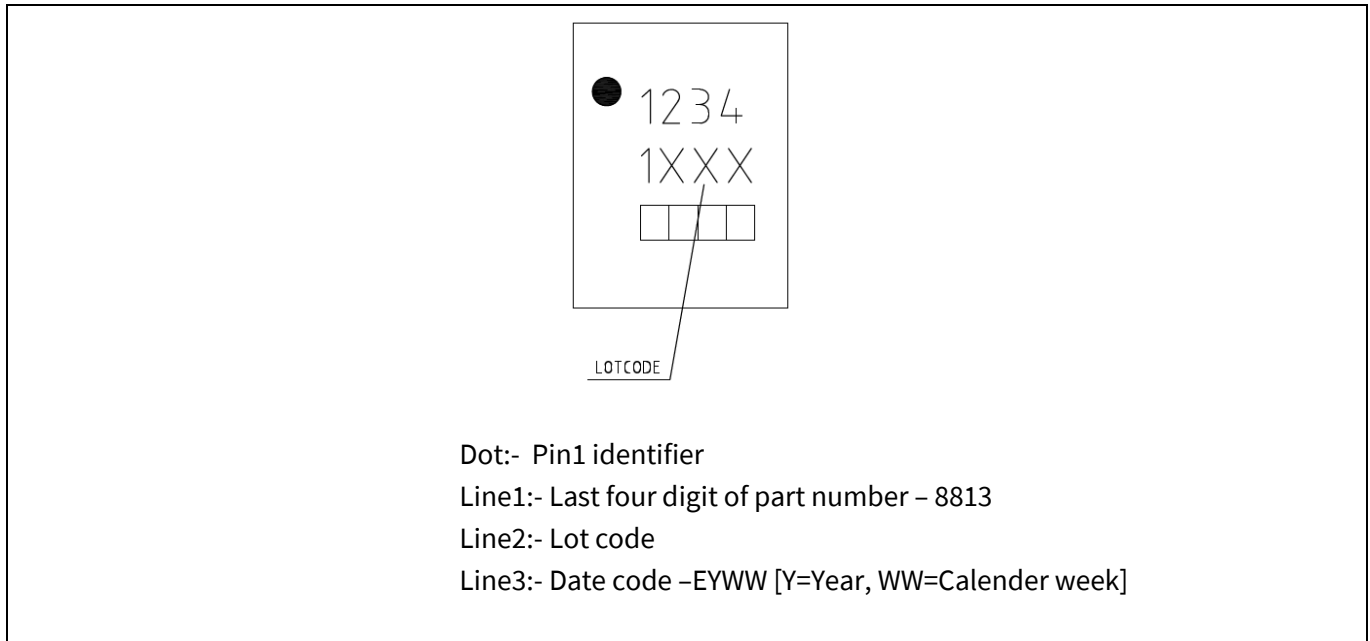 1234
1XXX
LOTCODE
Dot:- Pin1 identifier
Line1:- Last four digit of part number – 8813
Line2:- Lot code
Line3:- Date code –EYWW [Y=Year, WW=Calender week]